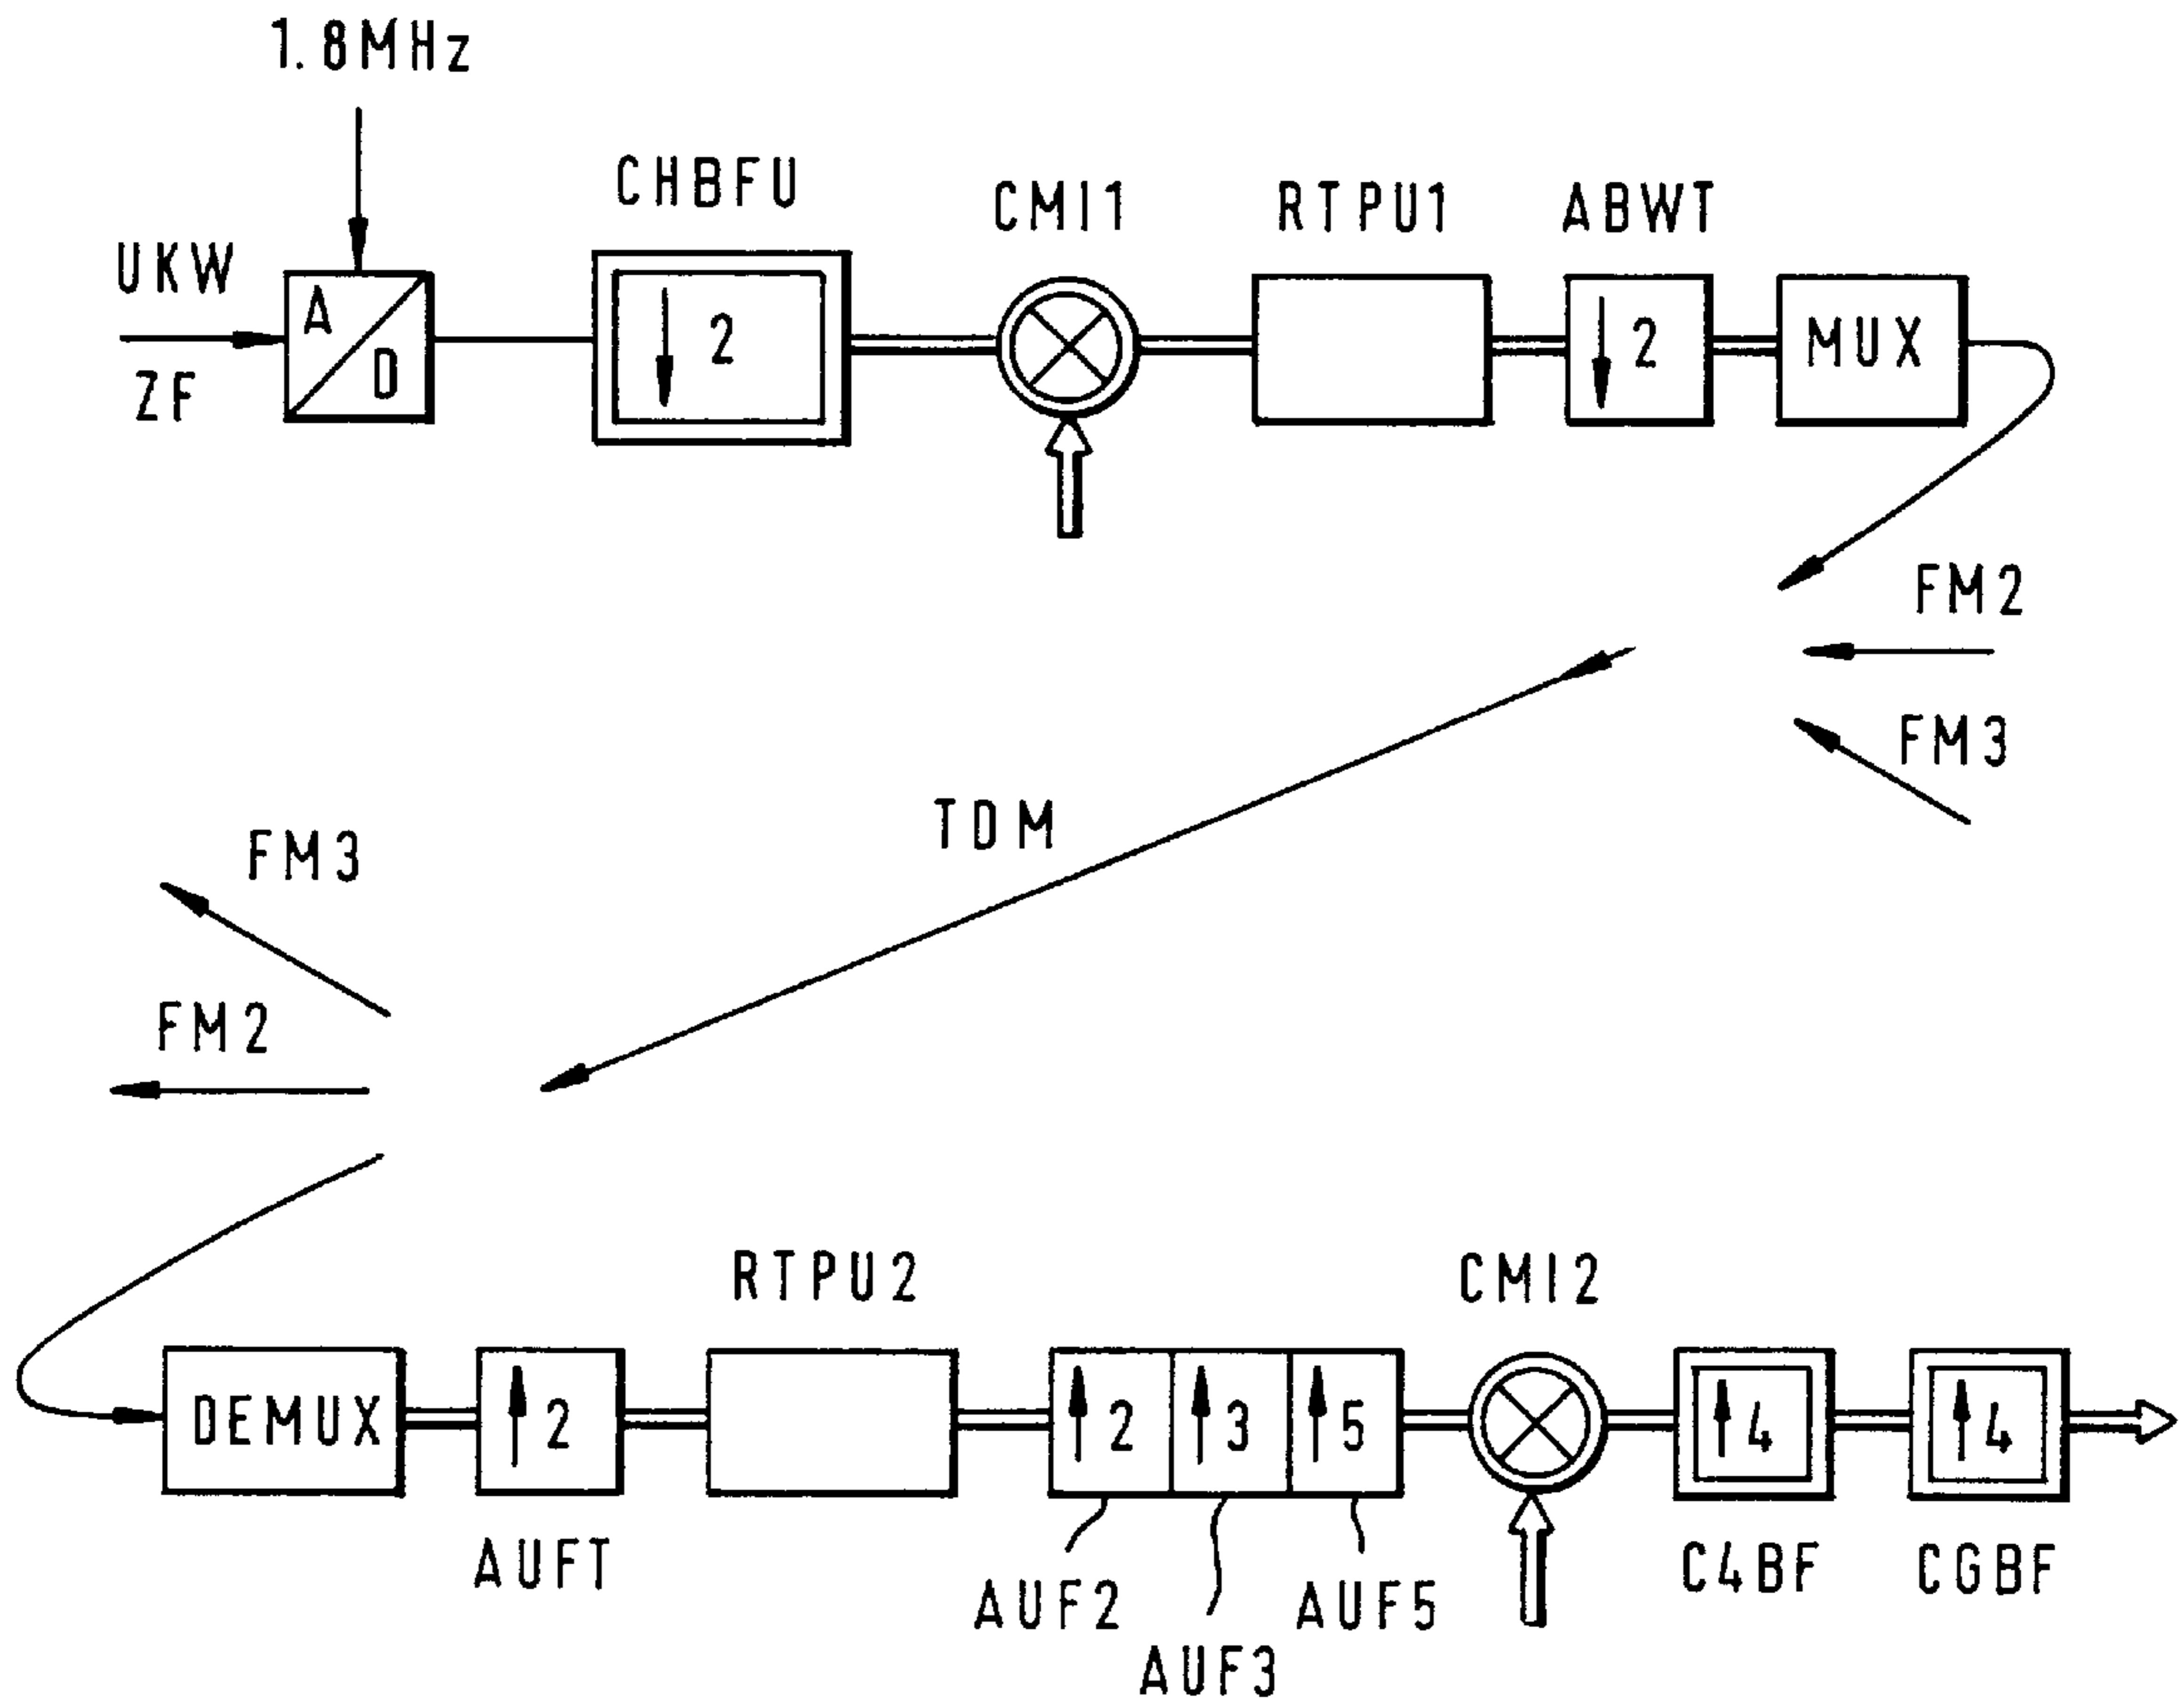 1.8MHz
CHBFU
CMI1
RTPU1
ABWT
UKW
ZF
A
D
2
2
MUX
FM2
FM3
TDM
FM3
FM2
RTPU2
CMI2
DEMUX
2
2
3
5
4
4
AUFT
AUF2
AUF3
AUF5
C4BF
CGBF